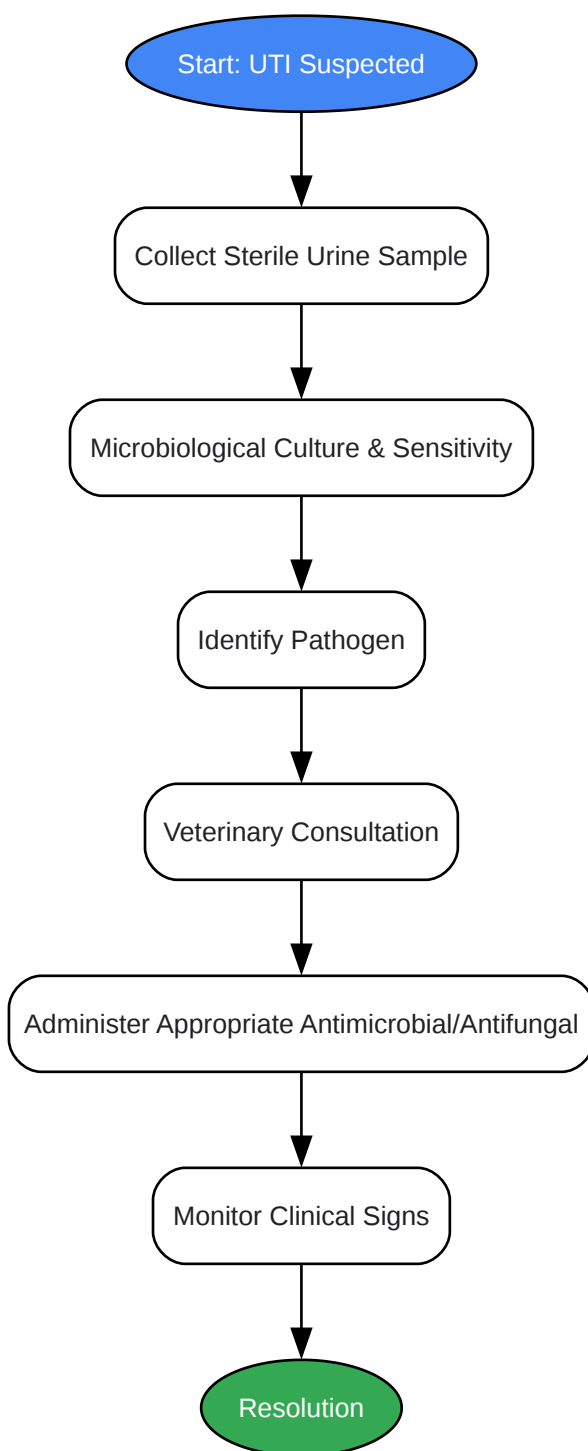 Start: UTI Suspected
Collect Sterile Urine Sample
Microbiological Culture & Sensitivity
Identify Pathogen
Veterinary Consultation
Administer Appropriate Antimicrobial/Antifungal
Monitor Clinical Signs
Resolution